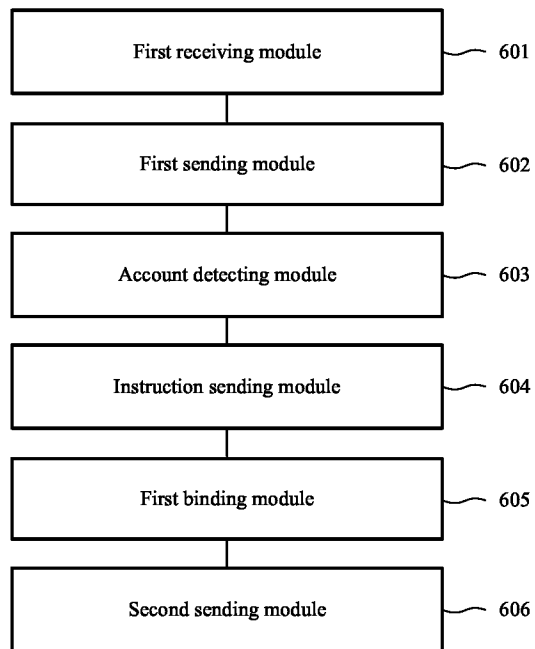 First receiving module 601
First sending module 602
Account detecting module 603
Instruction sending module 604
First binding module 605
Second sending module 606